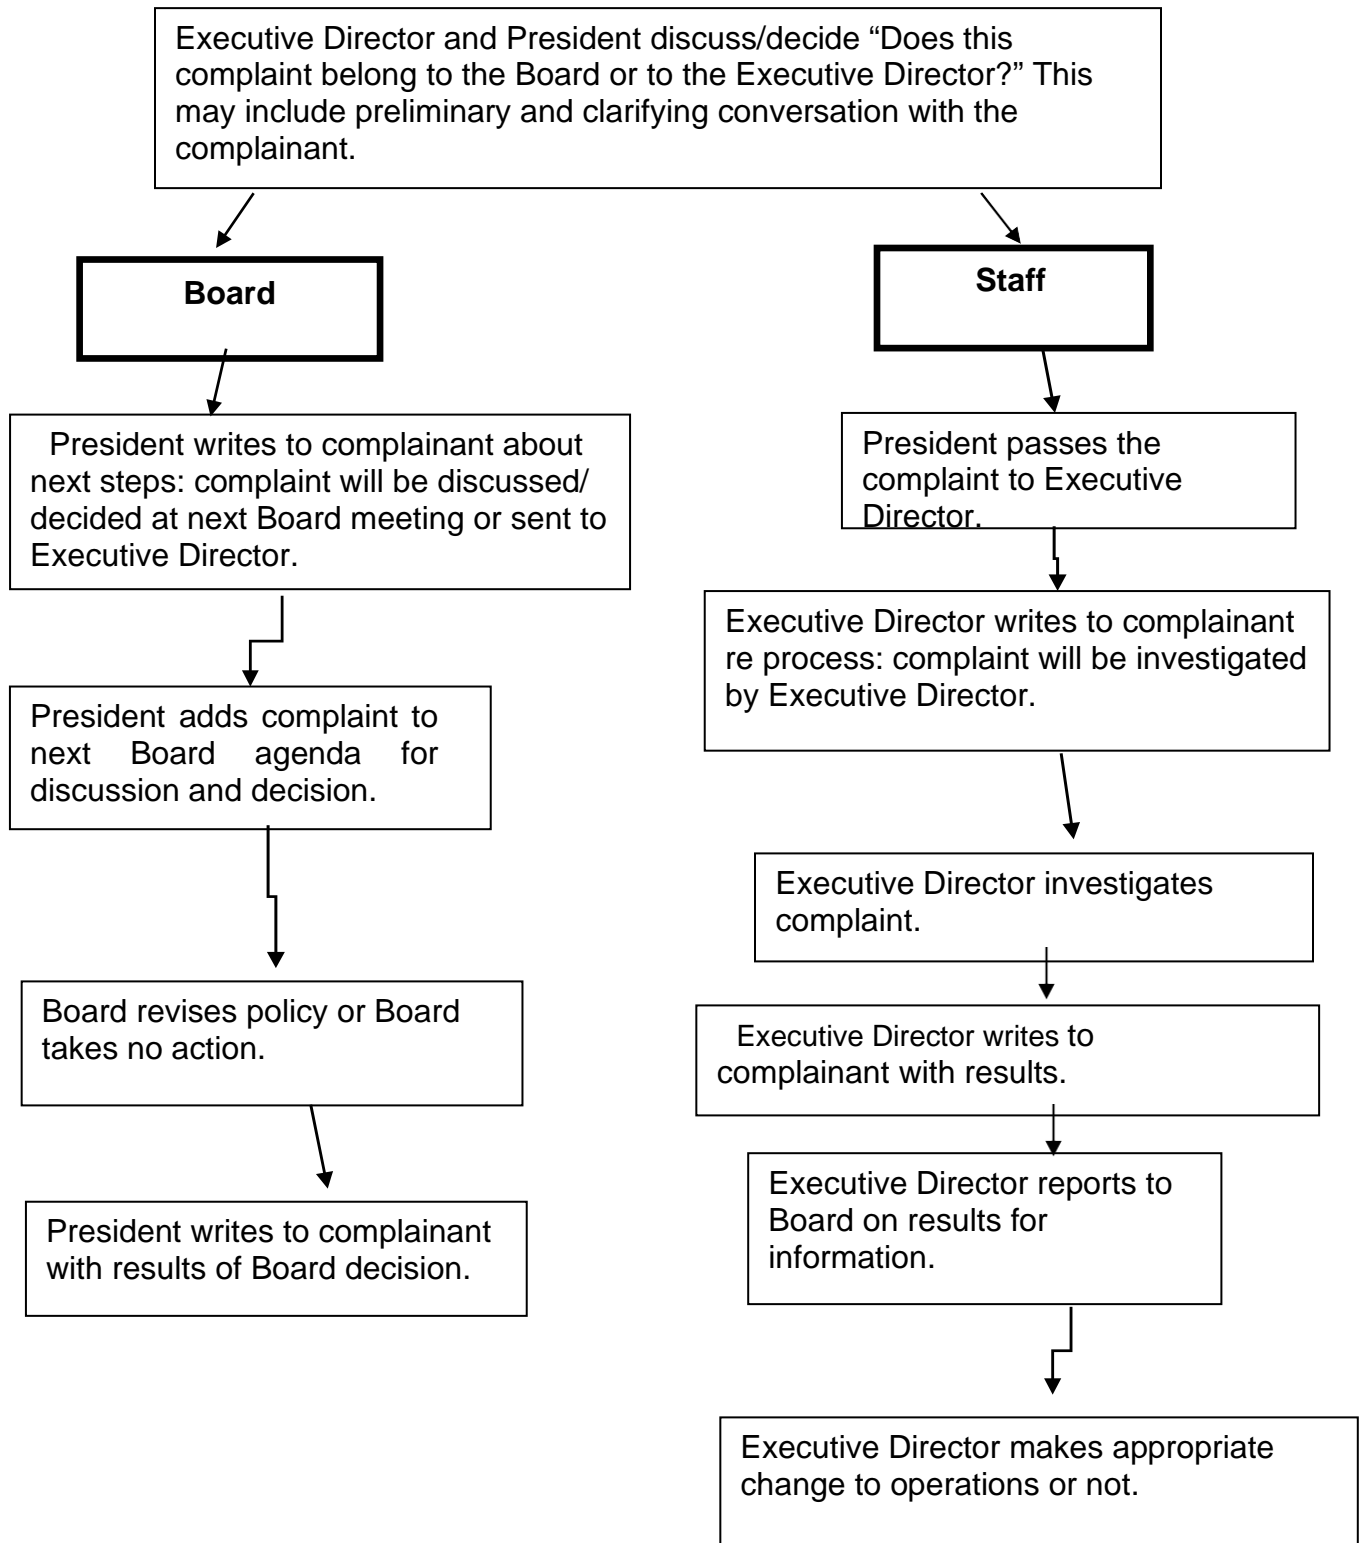 Executive Director and President discuss/decide “Does this
complaint belong to the Board or to the Executive Director?” This
may include preliminary and clarifying conversation with the
complainant.
Board
President writes to complainant about
next steps: complaint will be discussed/
decided at next Board meeting or sent to
Executive Director.
President adds complaint to
next Board agenda for
discussion and decision.
Board revises policy or Board
takes no action.
President writes to complainant
with results of Board decision.
Staff
President passes the
complaint to Executive
Director.
Executive Director writes to complainant
re process: complaint will be investigated
by Executive Director.
Executive Director investigates
complaint.
Executive Director writes to
complainant with results.
Executive Director reports to
Board on results for
information.
Executive Director makes appropriate
change to operations or not.